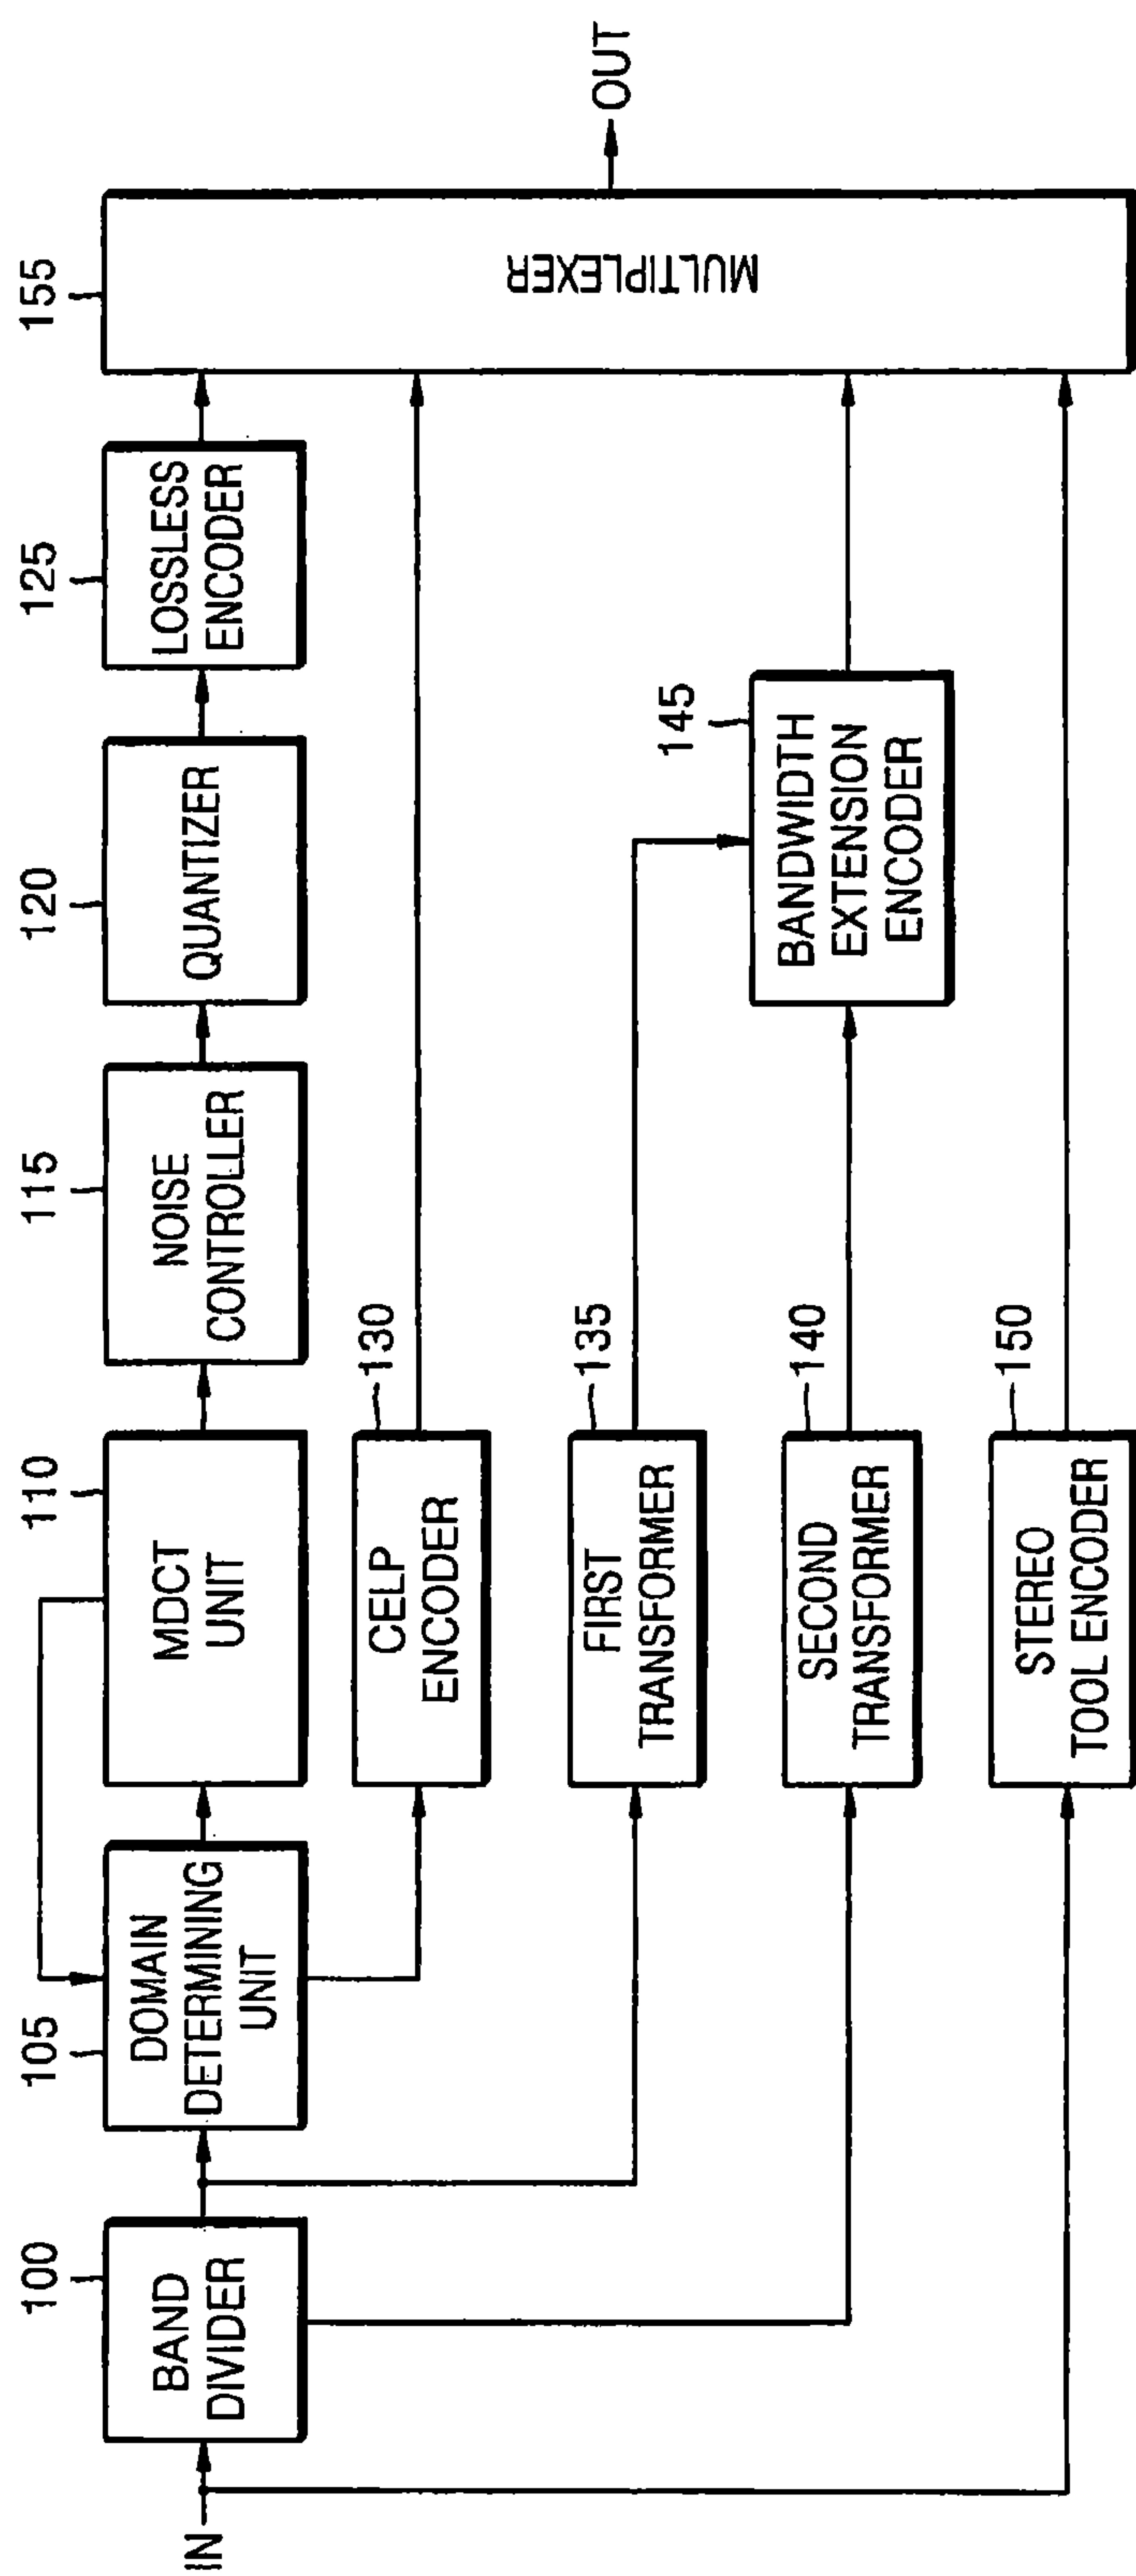 IN
100
BAND
DIVIDER
105
DOMAIN
DETERMINING
UNIT
110
MDCT
UNIT
115
NOISE
CONTROLLER
120
QUANTIZER
125
LOSSLESS
ENCODER
155
MULTIPLEXER
OUT
130
CELP
ENCODER
135
FIRST
TRANSFORMER
140
SECOND
TRANSFORMER
145
BANDWIDTH
EXTENSION
ENCODER
150
STEREO
TOOL ENCODER